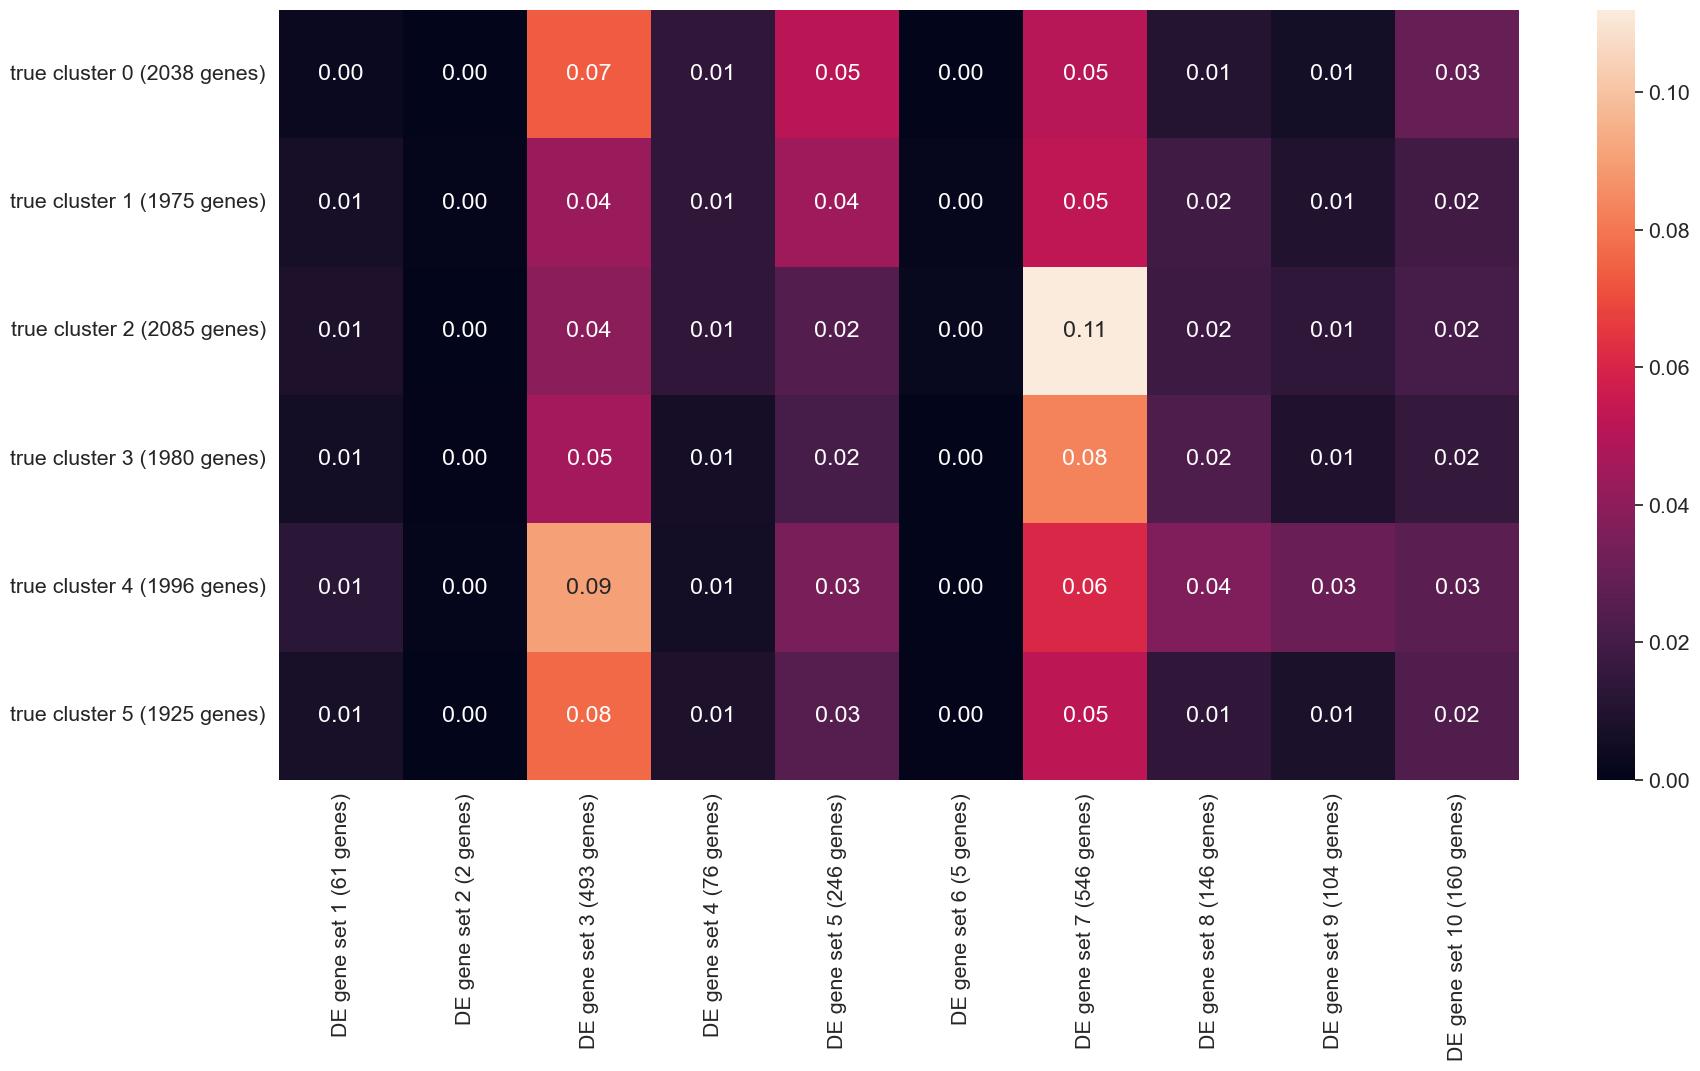 true cluster 0 (2038 genes) 0.00 0.00 0.07 0.01 0.05 0.00 0.05 0.01 0.01 0.03
true cluster 1 (1975 genes) 0.01 0.00 0.04 0.01 0.04 0.00 0.05 0.02 0.01 0.02
true cluster 2 (2085 genes) 0.01 0.00 0.04 0.01 0.02 0.00 0.11 0.02 0.01 0.02
true cluster 3 (1980 genes) 0.01 0.00 0.05 0.01 0.02 0.00 0.08 0.02 0.01 0.02
true cluster 4 (1996 genes) 0.01 0.00 0.09 0.01 0.03 0.00 0.06 0.04 0.03 0.03
true cluster 5 (1925 genes) 0.01 0.00 0.08 0.01 0.03 0.00 0.05 0.01 0.01 0.02
DE gene set 1 (61 genes)
DE gene set 2 (2 genes)
DE gene set 3 (493 genes)
DE gene set 4 (76 genes)
DE gene set 5 (246 genes)
DE gene set 6 (5 genes)
DE gene set 7 (546 genes)
DE gene set 8 (146 genes)
DE gene set 9 (104 genes)
DE gene set 10 (160 genes)
0.10
0.08
0.06
0.04
0.02
0.00